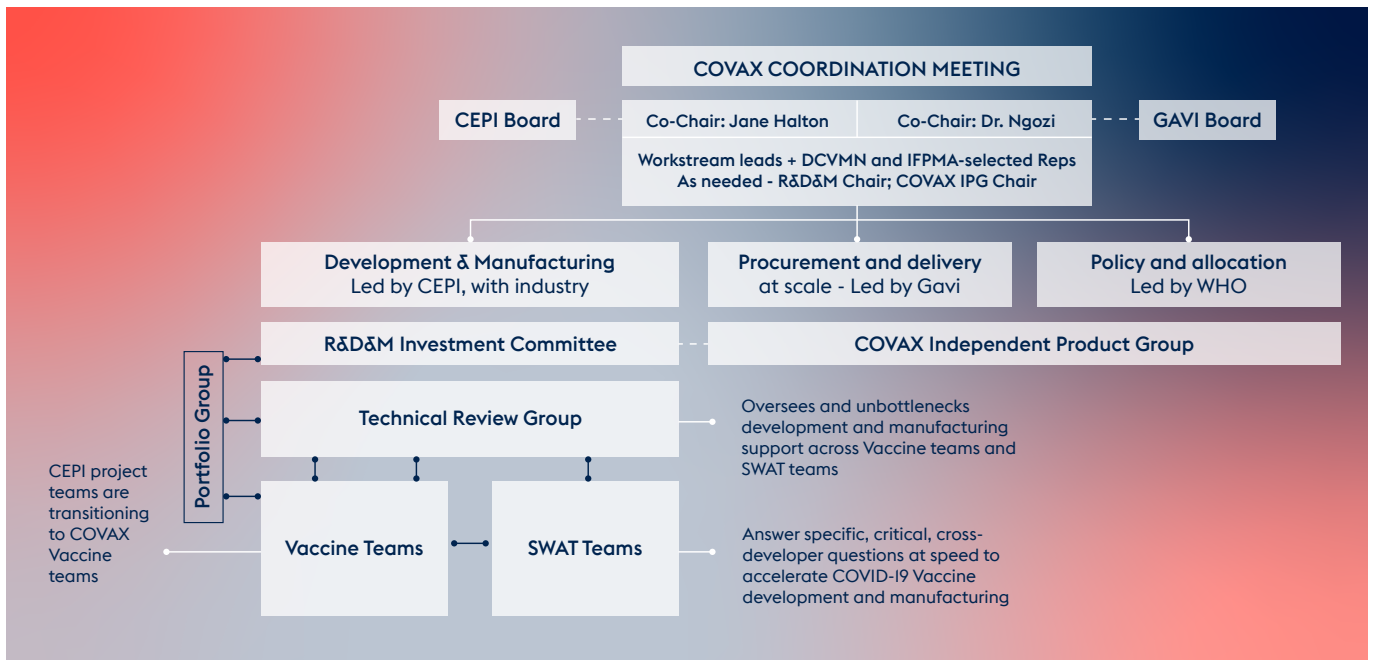 COVAX COORDINATION MEETING
CEPI Board
Co-Chair: Jane Halton
Co-Chair: Dr. Ngozi
GAVI Board
Workstream leads + DCVMN and IFPMA-selected Reps
As needed - R&D&M Chair; COVAX IPG Chair
Development & Manufacturing
Led by CEPI, with industry
Procurement and delivery
at scale - Led by Gavi
Policy and allocation
Led by WHO
R&D&M Investment Committee
COVAX Independent Product Group
Portfolio Group
Technical Review Group
Oversees and unbottlenecks
development and manufacturing
support across Vaccine teams and
SWAT teams
CEPI project
teams are
transitioning
to COVAX
Vaccine
teams
Vaccine Teams
SWAT Teams
Answer specific, critical, cross-
developer questions at speed to
accelerate COVID-19 Vaccine
development and manufacturing